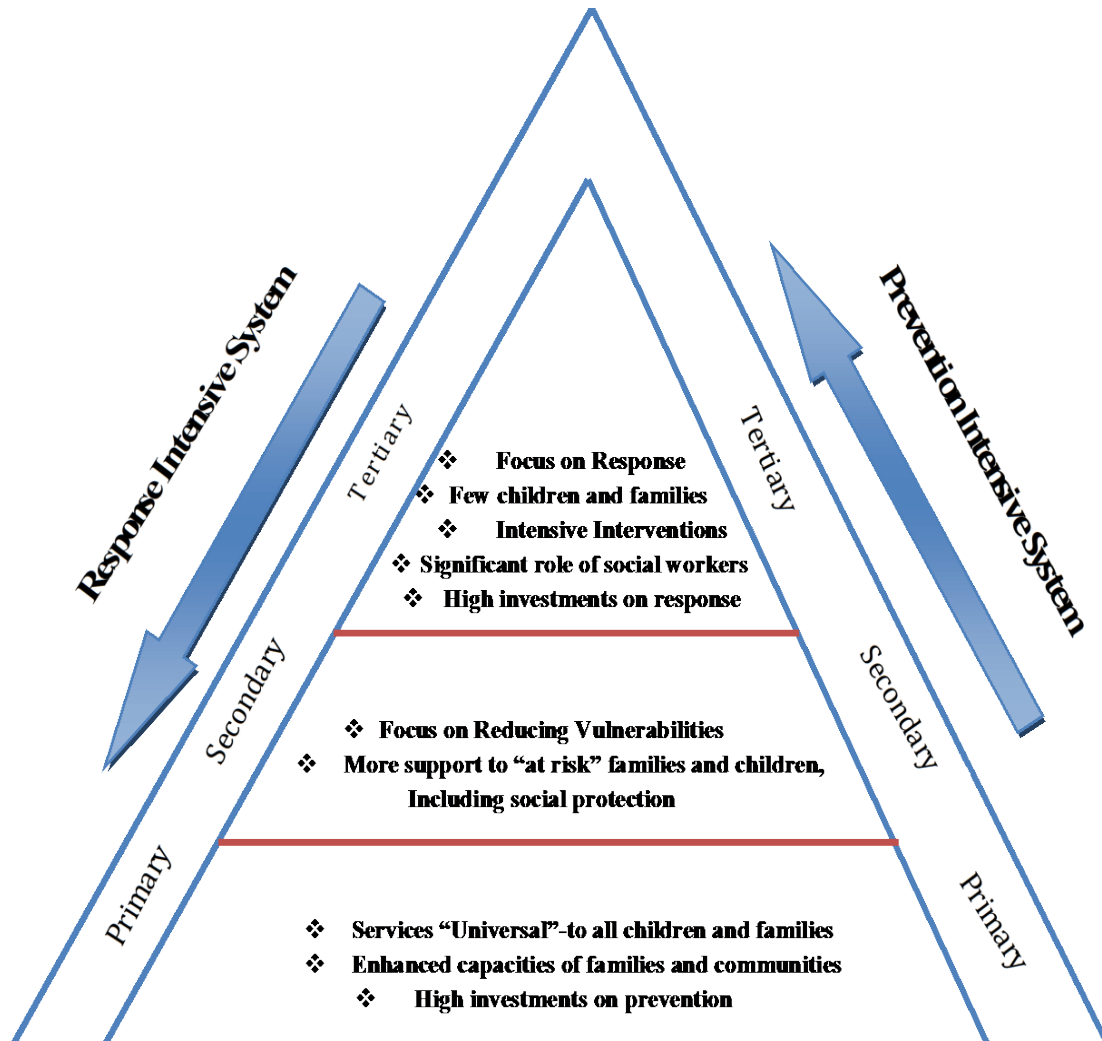 Response Intensive System
Prevention Intensive System
Tertiary
Tertiary
❖ Focus on Response
❖ Few children and families
❖ Intensive Interventions
❖ Significant role of social workers
❖ High investments on response
Secondary
Secondary
❖ Focus on Reducing Vulnerabilities
❖ More support to “at risk” families and children,
Including social protection
Primary
Primary
❖ Services “Universal”-to all children and families
❖ Enhanced capacities of families and communities
❖ High investments on prevention